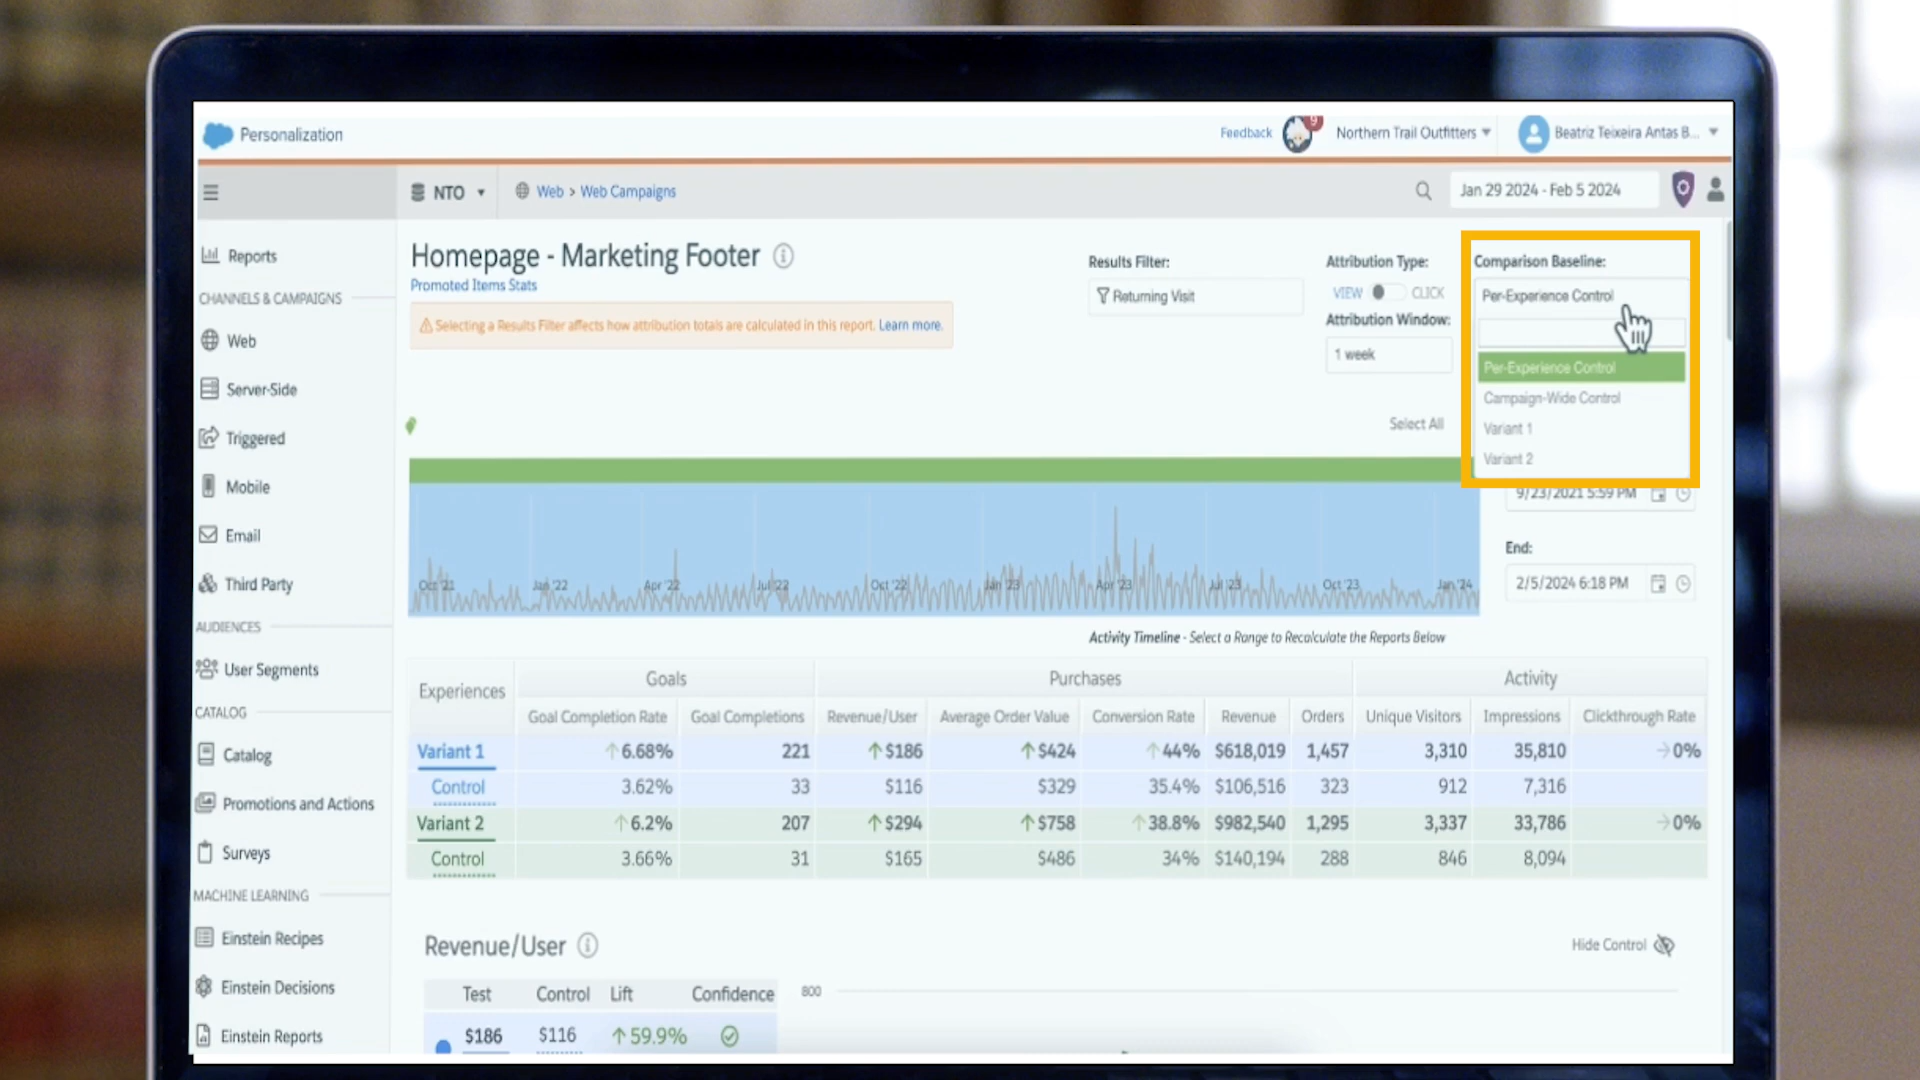 Personalization
Feedback
9
Northern Trail Outfitters
Beatriz Teixeira Antas B...
NTO
Web > Web Campaigns
Jan 29 2024 - Feb 5 2024
Reports
CHANNELS & CAMPAIGNS
Web
Server-Side
Triggered
Mobile
Email
Third Party
AUDIENCES
User Segments
CATALOG
Catalog
Promotions and Actions
Surveys
MACHINE LEARNING
Einstein Recipes
Einstein Decisions
Einstein Reports
Homepage - Marketing Footer
Promoted Items Stats
Selecting a Results Filter affects how attribution totals are calculated in this report. Learn more.
Results Filter:
Returning Visit
Attribution Type:
VIEW CLICK
Attribution Window:
1 week
Comparison Baseline:
Per-Experience Control
Per-Experience Control
Campaign-Wide Control
Variant 1
Variant 2
Select All
9/23/2021 5:59 PM
End:
2/5/2024 6:18 PM
Oct '21 Jan '22 Apr '22 Jul '22 Oct '22 Jan '23 Apr '23 Jul '23 Oct '23 Jan '24
Activity Timeline - Select a Range to Recalculate the Reports Below
Experiences Goals Purchases Activity
Goal Completion Rate Goal Completions Revenue/User Average Order Value Conversion Rate Revenue Orders Unique Visitors Impressions Clickthrough Rate
Variant 1 ↑6.68% 221 ↑$186 ↑$424 ↑44% $618,019 1,457 3,310 35,810 →0%
Control 3.62% 33 $116 $329 35.4% $106,516 323 912 7,316
Variant 2 ↑6.2% 207 ↑$294 ↑$758 ↑38.8% $982,540 1,295 3,337 33,786 →0%
Control 3.66% 31 $165 $486 34% $140,194 288 846 8,094
Revenue/User
Hide Control
Test Control Lift Confidence
800
$186 $116 ↑59.9%